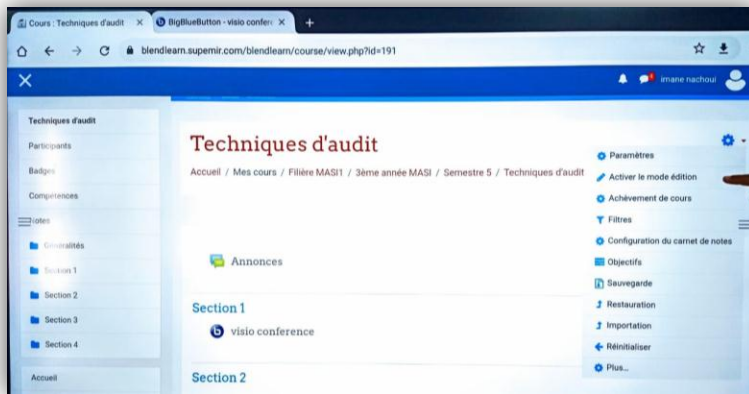 Cours : Techniques d'audit
BigBlueButton - visio conferc
blendlearn.supemir.com/blendlearn/course/view.php?id=191
imane nachoui
Techniques d'audit
Participants
Badges
Compétences
Notes
Généralités
Section 1
Section 2
Section 3
Section 4
Accueil
Techniques d'audit
Accueil / Mes cours / Filière MASI1 / 3ème année MASI / Semestre 5 / Techniques d'audit
Annonces
Section 1
visio conference
Section 2
Paramètres
Activer le mode édition
Achèvement de cours
Filtres
Configuration du carnet de notes
Objectifs
Sauvegarde
Restauration
Importation
Réinitialiser
Plus...